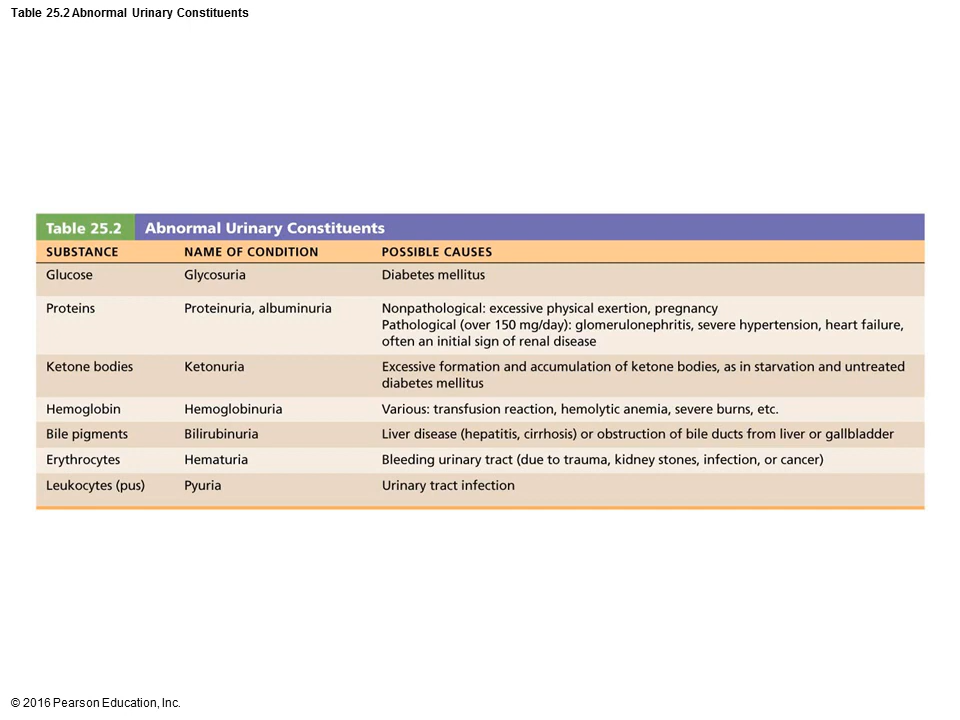 Table 25.2 Abnormal Urinary Constituents
Table 25.2 Abnormal Urinary Constituents
SUBSTANCE NAME OF CONDITION POSSIBLE CAUSES
Glucose Glycosuria Diabetes mellitus
Proteins Proteinuria, albuminuria Nonpathological: excessive physical exertion, pregnancy
Pathological (over 150 mg/day): glomerulonephritis, severe hypertension, heart failure,
often an initial sign of renal disease
Ketone bodies Ketonuria Excessive formation and accumulation of ketone bodies, as in starvation and untreated
diabetes mellitus
Hemoglobin Hemoglobinuria Various: transfusion reaction, hemolytic anemia, severe burns, etc.
Bile pigments Bilirubinuria Liver disease (hepatitis, cirrhosis) or obstruction of bile ducts from liver or gallbladder
Erythrocytes Hematuria Bleeding urinary tract (due to trauma, kidney stones, infection, or cancer)
Leukocytes (pus) Pyuria Urinary tract infection
© 2016 Pearson Education, Inc.